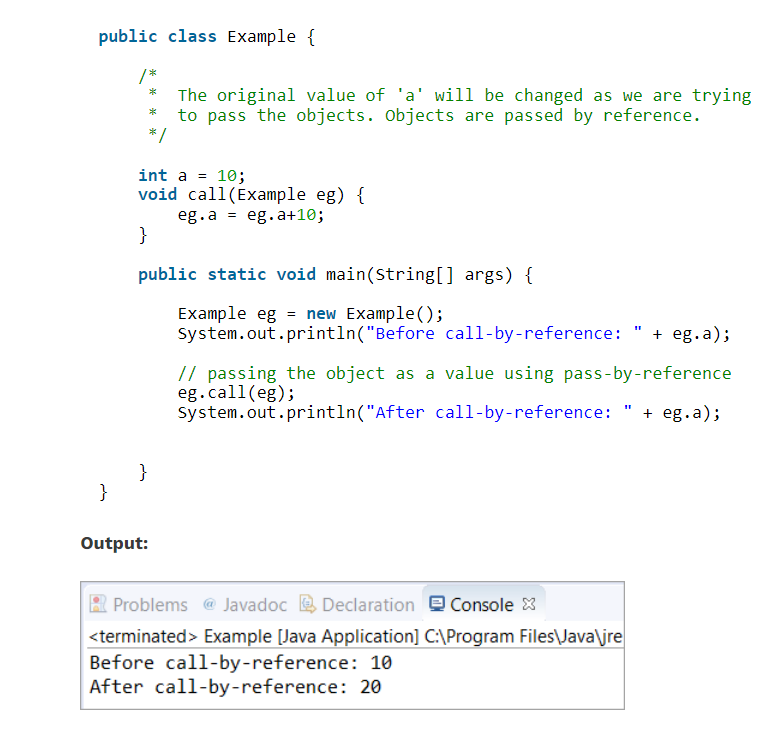 public class Example {
/*
* The original value of 'a' will be changed as we are trying
* to pass the objects. Objects are passed by reference.
*/
int a = 10;
void call(Example eg) {
eg.a = eg.a+10;
}
public static void main(String[] args) {
Example eg = new Example();
System.out.println("Before call-by-reference: " + eg.a);
// passing the object as a value using pass-by-reference
eg.call(eg);
System.out.println("After call-by-reference: " + eg.a);
}
}
Output:
Problems @ Javadoc Declaration Console
<terminated> Example [Java Application] C:\Program Files\Java\jre
Before call-by-reference: 10
After call-by-reference: 20